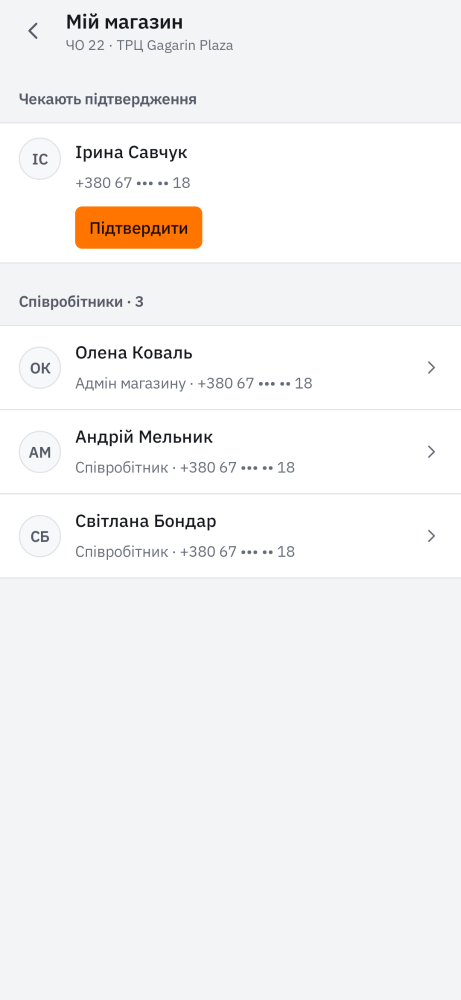 Мій магазин
ЧО 22 · ТРЦ Gagarin Plaza
Чекають підтвердження
ІС
Ірина Савчук
+380 67 ••• •• 18
Підтвердити
Співробітники · 3
ОК
Олена Коваль
Адмін магазину · +380 67 ••• •• 18
АМ
Андрій Мельник
Співробітник · +380 67 ••• •• 18
СБ
Світлана Бондар
Співробітник · +380 67 ••• •• 18